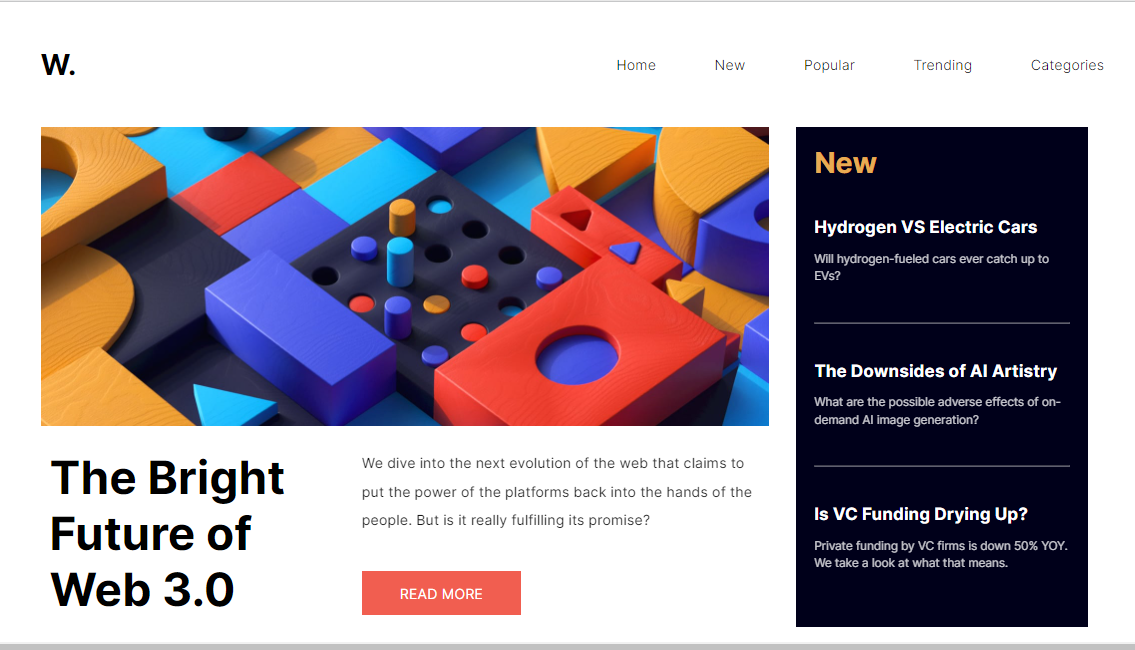 W.
Home New Popular Trending Categories
The Bright
Future of
Web 3.0
We dive into the next evolution of the web that claims to
put the power of the platforms back into the hands of the
people. But is it really fulfilling its promise?
READ MORE
New
Hydrogen VS Electric Cars
Will hydrogen-fueled cars ever catch up to
EVs?
The Downsides of AI Artistry
What are the possible adverse effects of on-
demand AI image generation?
Is VC Funding Drying Up?
Private funding by VC firms is down 50% YOY.
We take a look at what that means.